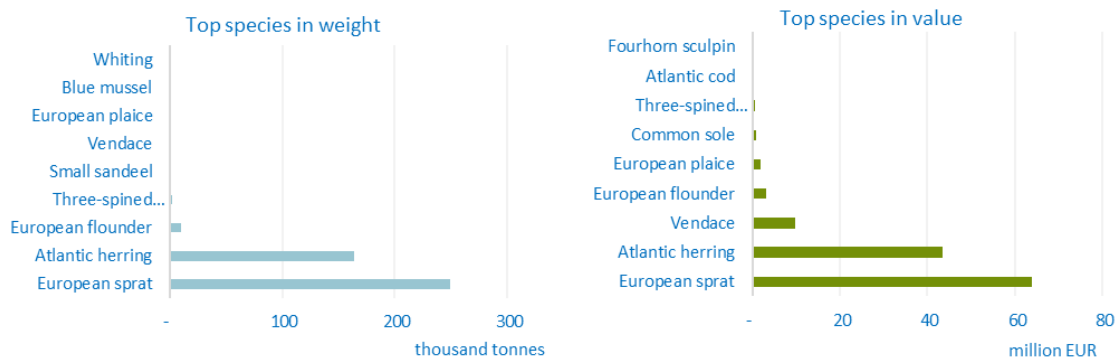 Top species in weight
Whiting
Blue mussel
European plaice
Vendace
Small sandeel
Three-spined...
European flounder
Atlantic herring
European sprat
- 100 200 300
thousand tonnes
Top species in value
Fourhorn sculpin
Atlantic cod
Three-spined...
Common sole
European plaice
European flounder
Vendace
Atlantic herring
European sprat
- 20 40 60 80
million EUR